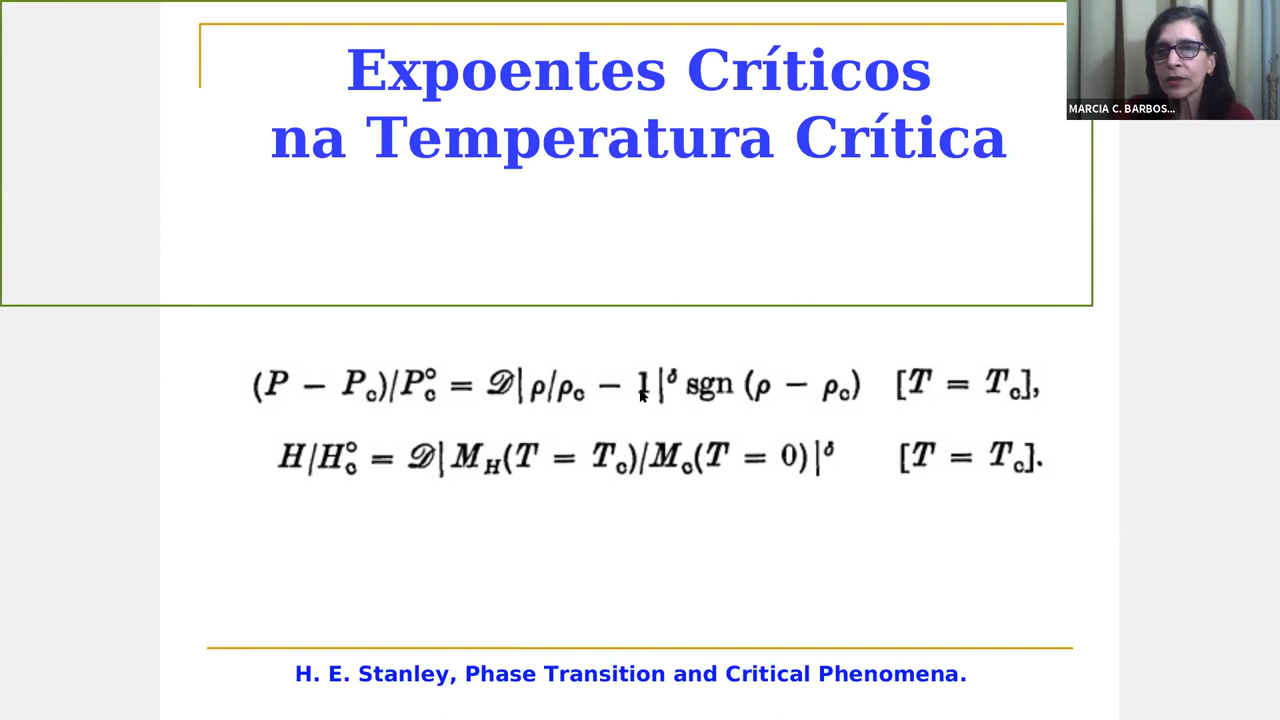 Expoentes Críticos
na Temperatura Crítica
MARCIA C. BARBOS...
(P − P_c)/P_c° = 𝒟|ρ/ρ_c − 1|^δ sgn (ρ − ρ_c) [T = T_c],
H/H_c° = 𝒟|M_H(T = T_c)/M_c(T = 0)|^δ [T = T_c].
H. E. Stanley, Phase Transition and Critical Phenomena.